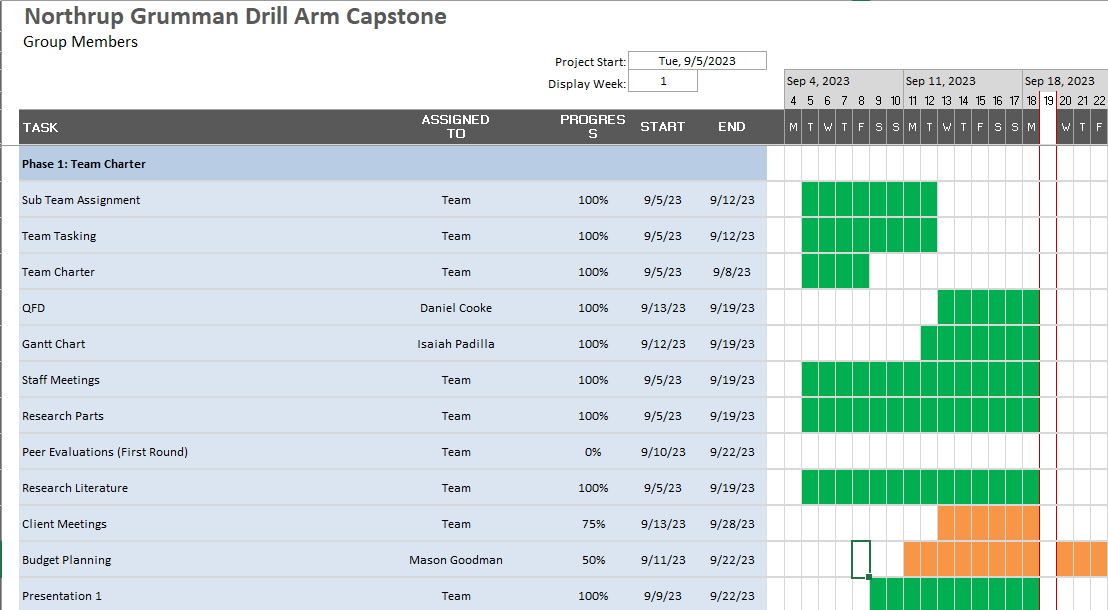 Northrup Grumman Drill Arm Capstone
Group Members
Project Start: Tue, 9/5/2023
Display Week: 1
Sep 4, 2023 Sep 11, 2023 Sep 18, 2023
4 5 6 7 8 9 10 11 12 13 14 15 16 17 18 19 20 21 22
TASK ASSIGNED TO PROGRESS START END M T W T F S S M T W T F S S M W T F
Phase 1: Team Charter
Sub Team Assignment Team 100% 9/5/23 9/12/23
Team Tasking Team 100% 9/5/23 9/12/23
Team Charter Team 100% 9/5/23 9/8/23
QFD Daniel Cooke 100% 9/13/23 9/19/23
Gantt Chart Isaiah Padilla 100% 9/12/23 9/19/23
Staff Meetings Team 100% 9/5/23 9/19/23
Research Parts Team 100% 9/5/23 9/19/23
Peer Evaluations (First Round) Team 0% 9/10/23 9/22/23
Research Literature Team 100% 9/5/23 9/19/23
Client Meetings Team 75% 9/13/23 9/28/23
Budget Planning Mason Goodman 50% 9/11/23 9/22/23
Presentation 1 Team 100% 9/9/23 9/22/23